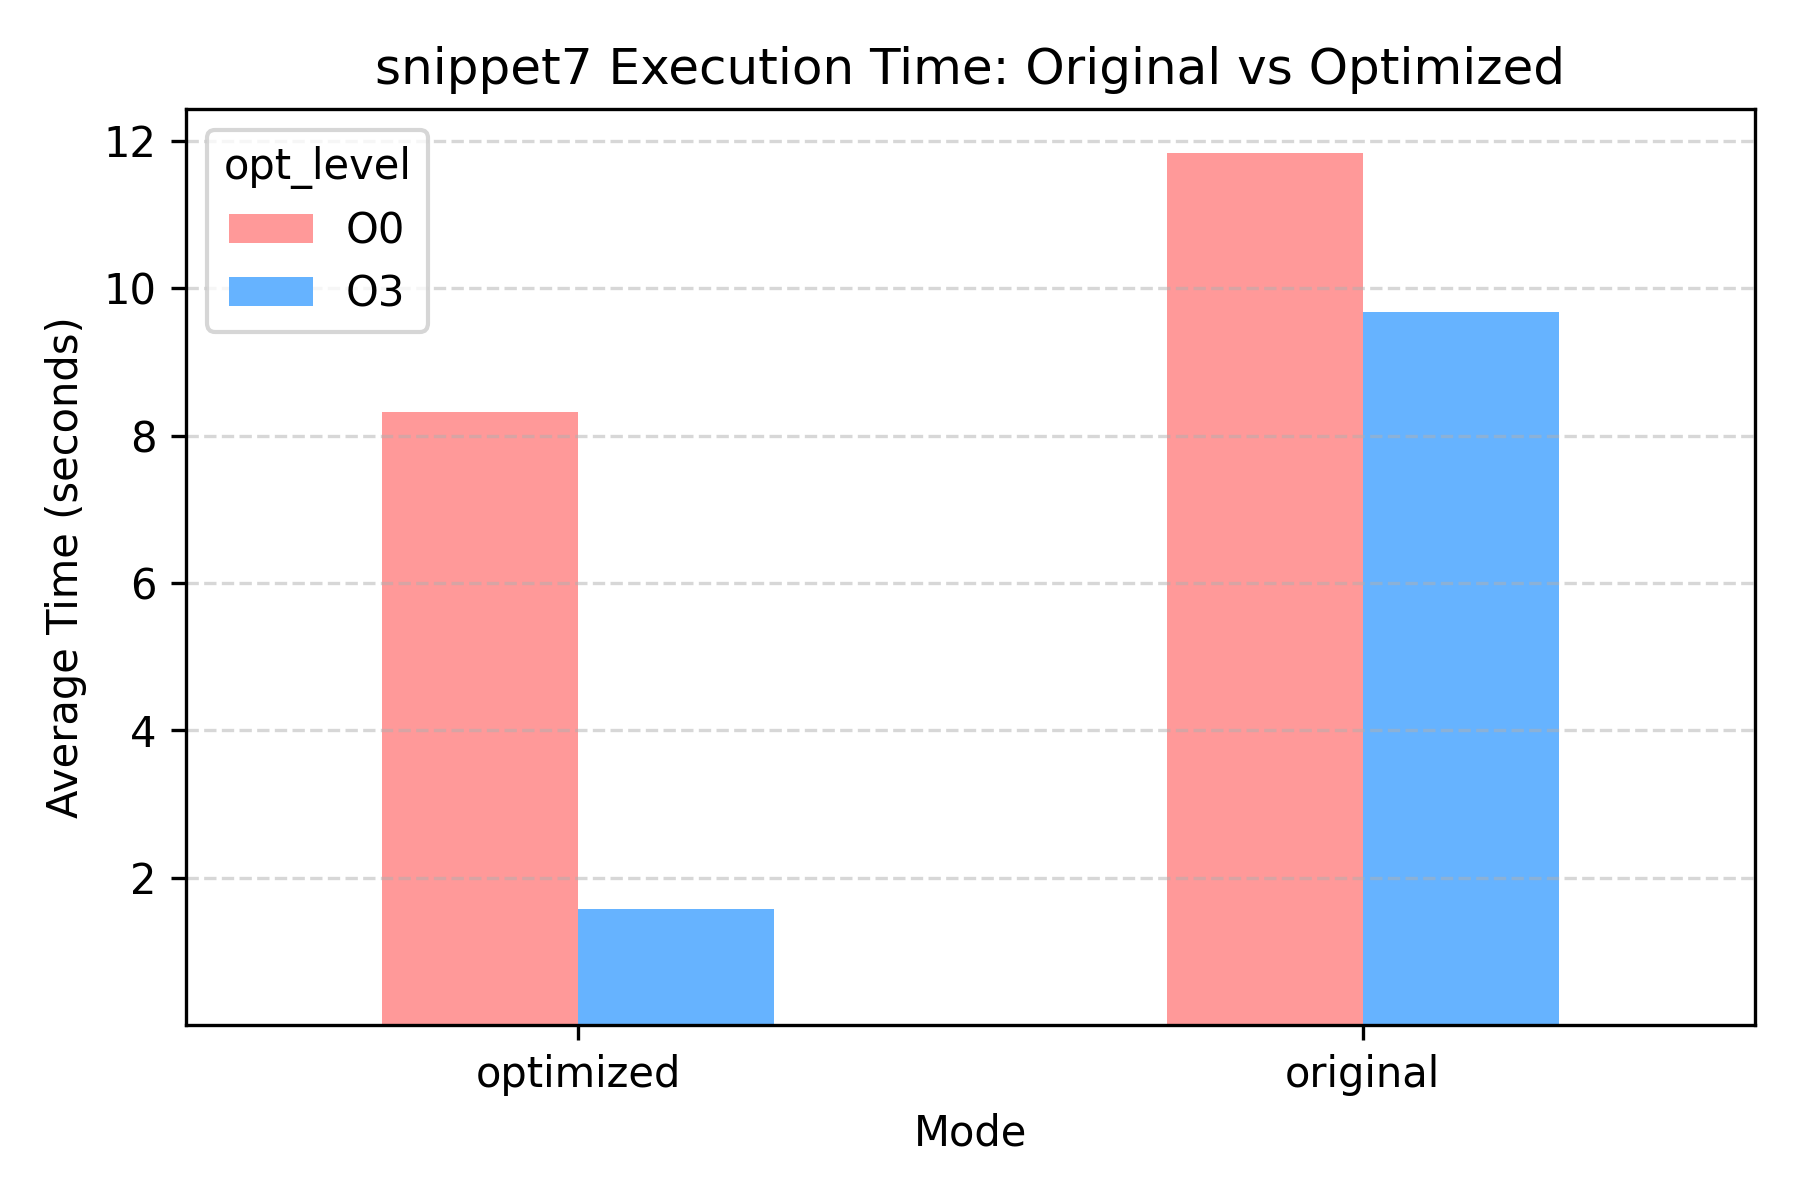 snippet7 Execution Time: Original vs Optimized
opt_level
O0
O3
12
10
8
6
4
2
Average Time (seconds)
optimized
original
Mode